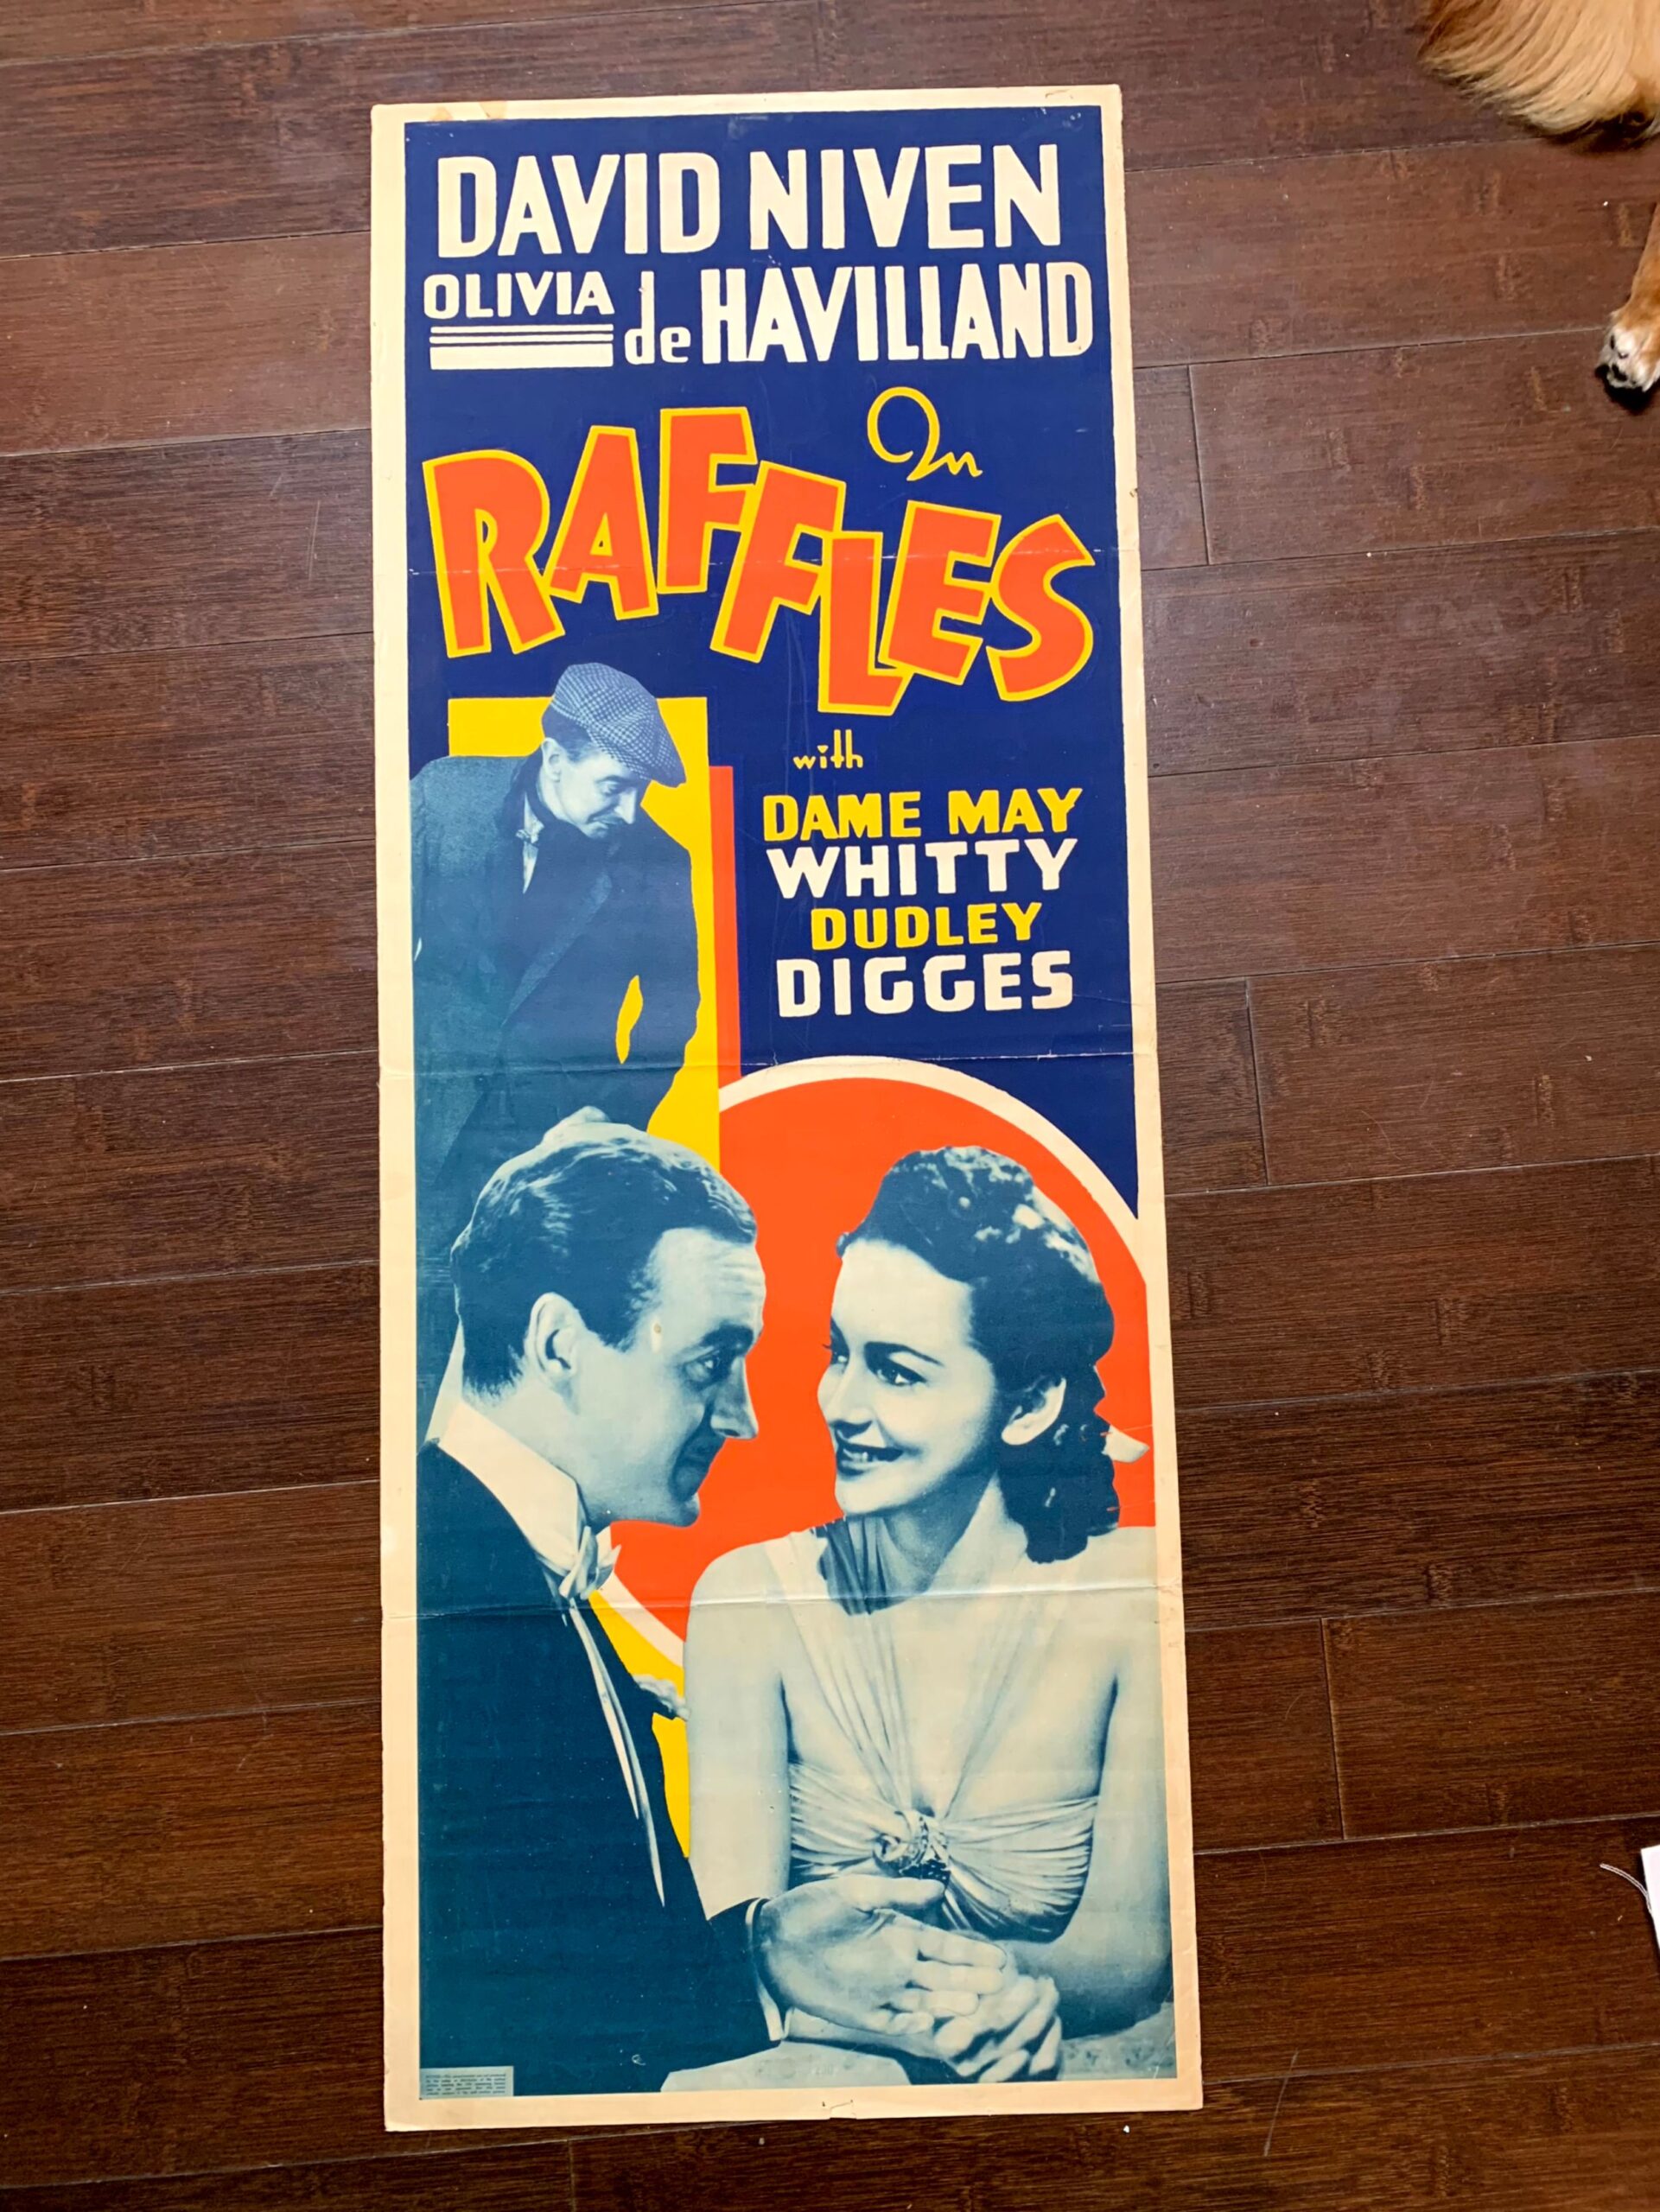 DAVID NIVEN
OLIVIA de HAVILLAND
In
RAFFLES
with
DAME MAY
WHITTY
DUDLEY
DIGGES